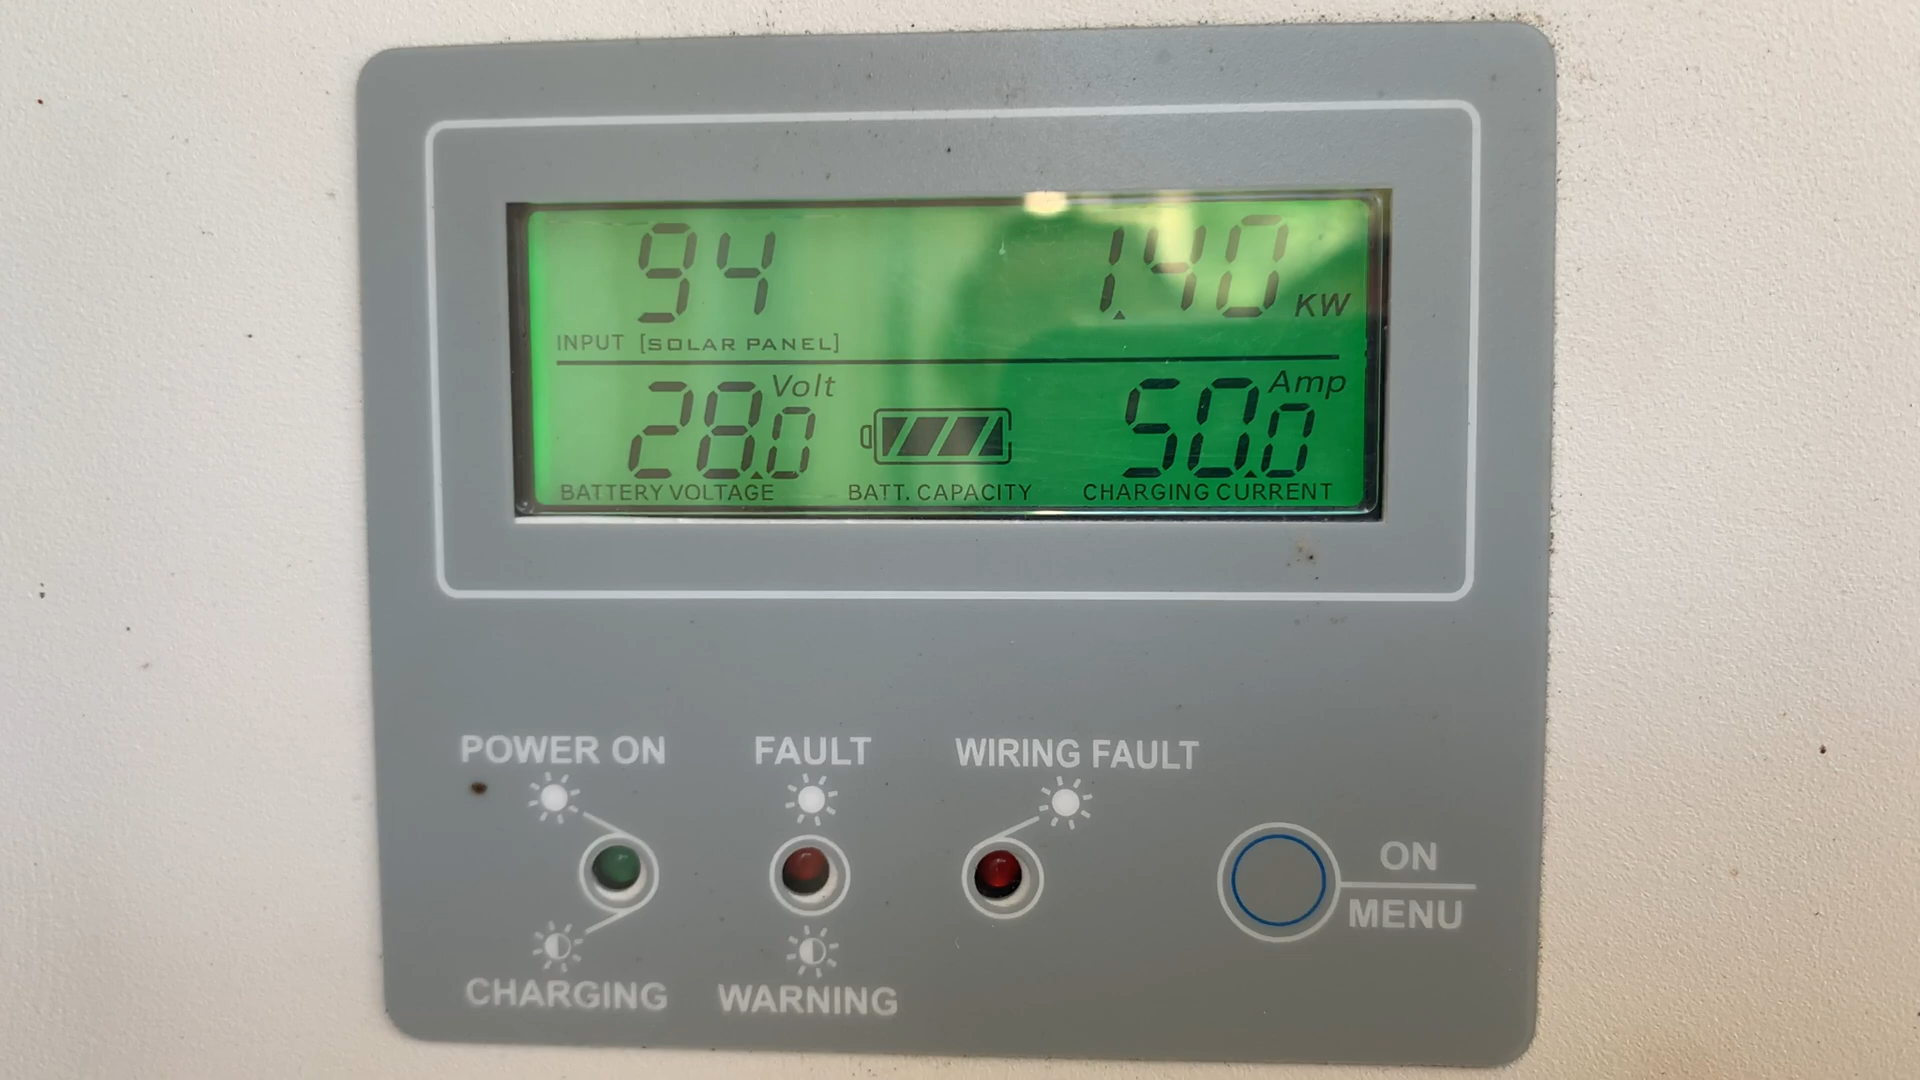 94 1.40 KW
INPUT [SOLAR PANEL]
28.0 Volt 50.0 Amp
BATTERY VOLTAGE BATT. CAPACITY CHARGING CURRENT
POWER ON FAULT WIRING FAULT
ON
MENU
CHARGING WARNING